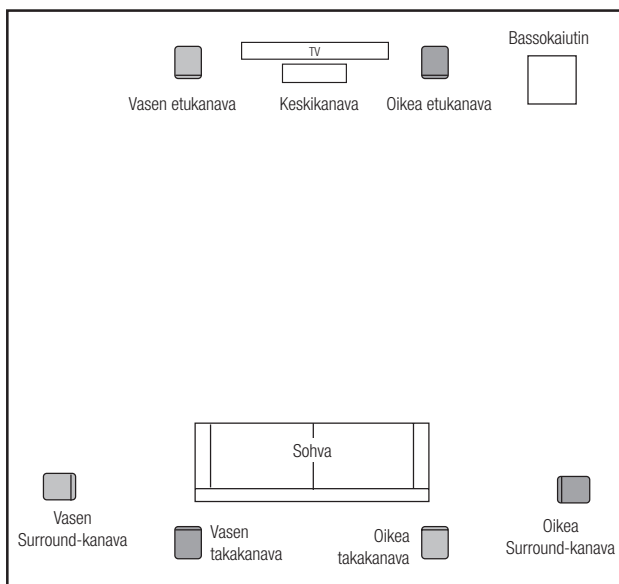 TV
Bassokaiutin
Vasen etukanava
Keskikanava
Oikea etukanava
Sohva
Vasen
Surround-kanava
Vasen
takakanava
Oikea
takakanava
Oikea
Surround-kanava